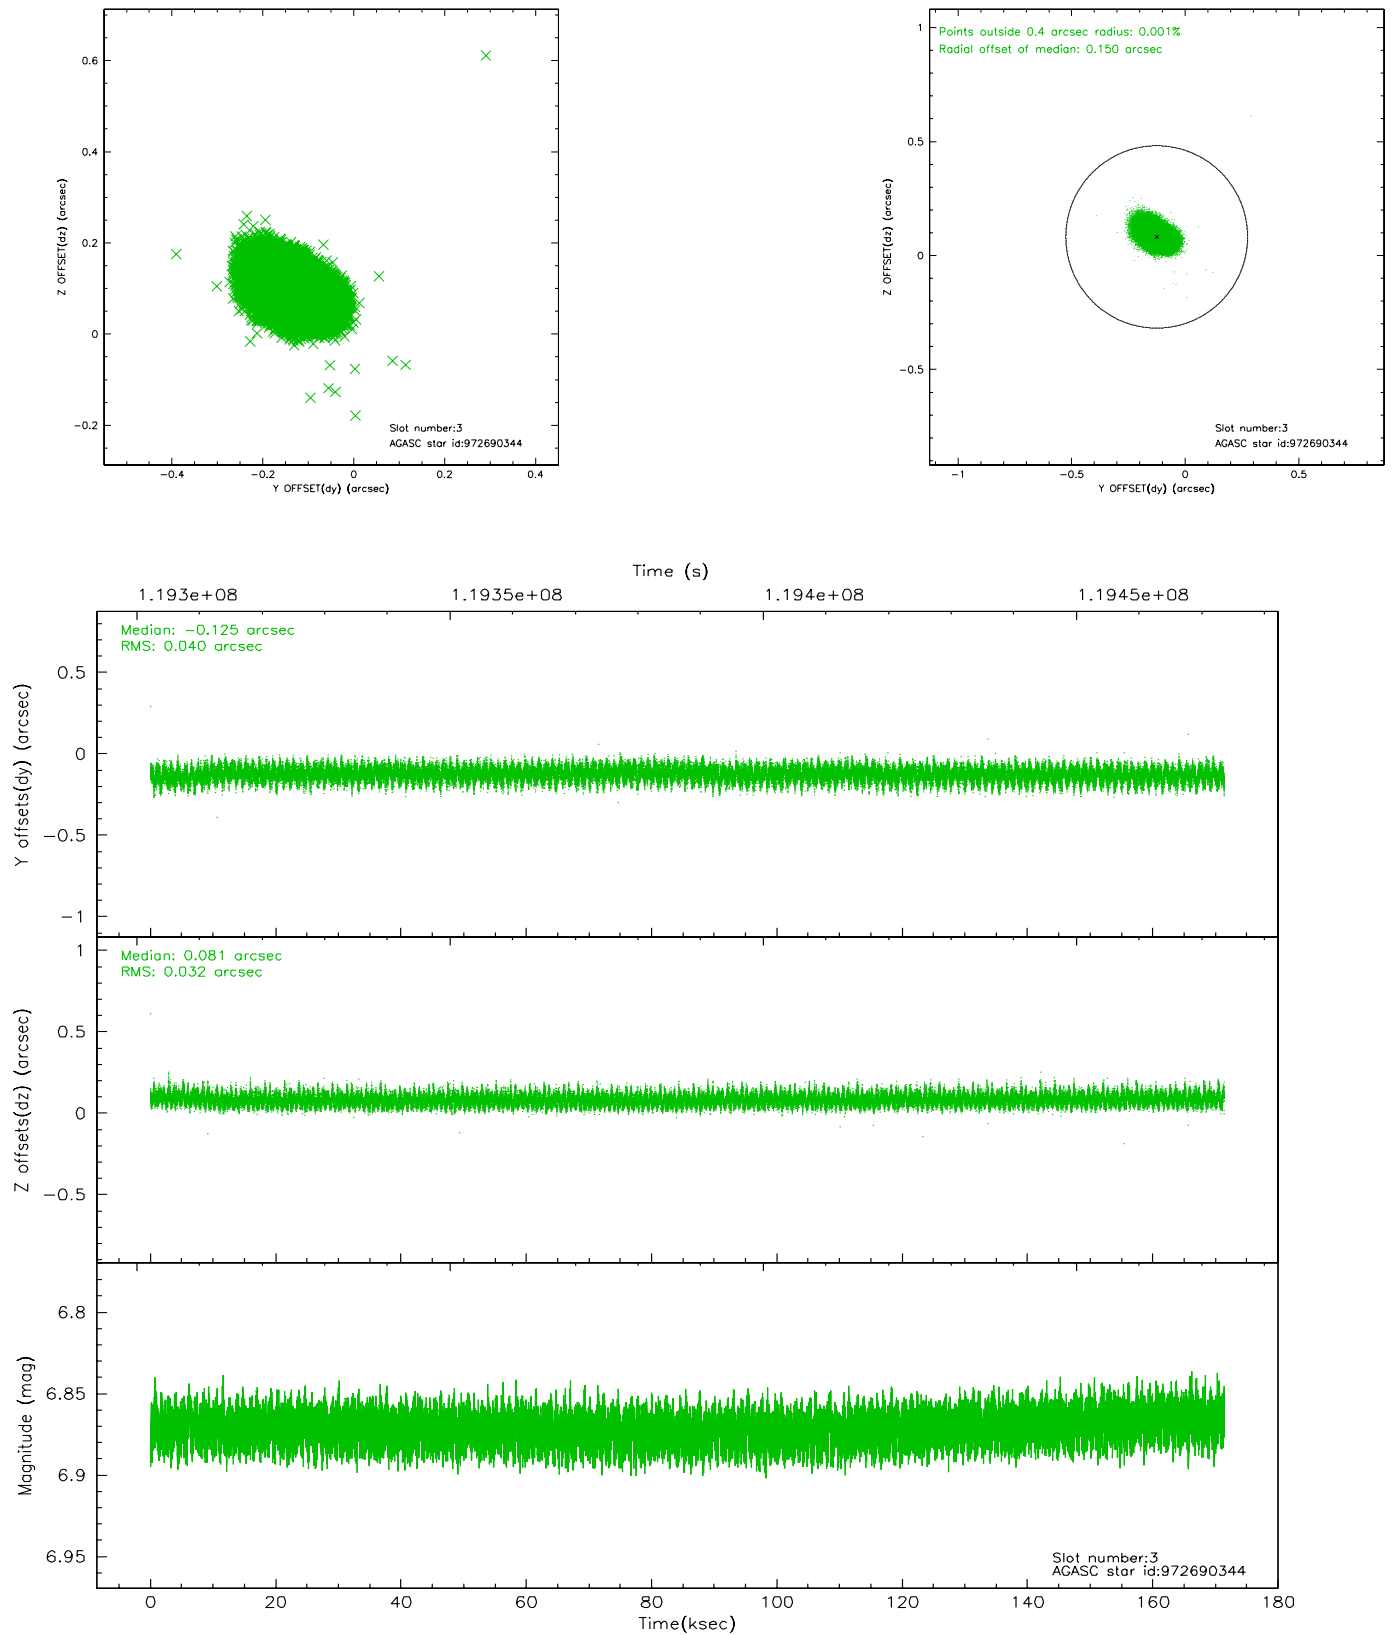 0.6
0.4
0.2
0
-0.2
Z OFFSET(dz) (arcsec)
Slot number:3
AGASC star id:972690344
-0.4 -0.2 0 0.2 0.4
Y OFFSET(dy) (arcsec)
Points outside 0.4 arcsec radius: 0.001%
Radial offset of median: 0.150 arcsec
1
0.5
0
-0.5
Z OFFSET(dz) (arcsec)
Slot number:3
AGASC star id:972690344
-1 -0.5 0 0.5
Y OFFSET(dy) (arcsec)
Time (s)
1.193e+08 1.1935e+08 1.194e+08 1.1945e+08
Median: -0.125 arcsec
RMS: 0.040 arcsec
0.5
0
-0.5
-1
Y offsets(dy) (arcsec)
Median: 0.081 arcsec
RMS: 0.032 arcsec
1
0.5
0
-0.5
Z offsets(dz) (arcsec)
6.8
6.85
6.9
6.95
Magnitude (mag)
Slot number:3
AGASC star id:972690344
0 20 40 60 80 100 120 140 160 180
Time(ksec)